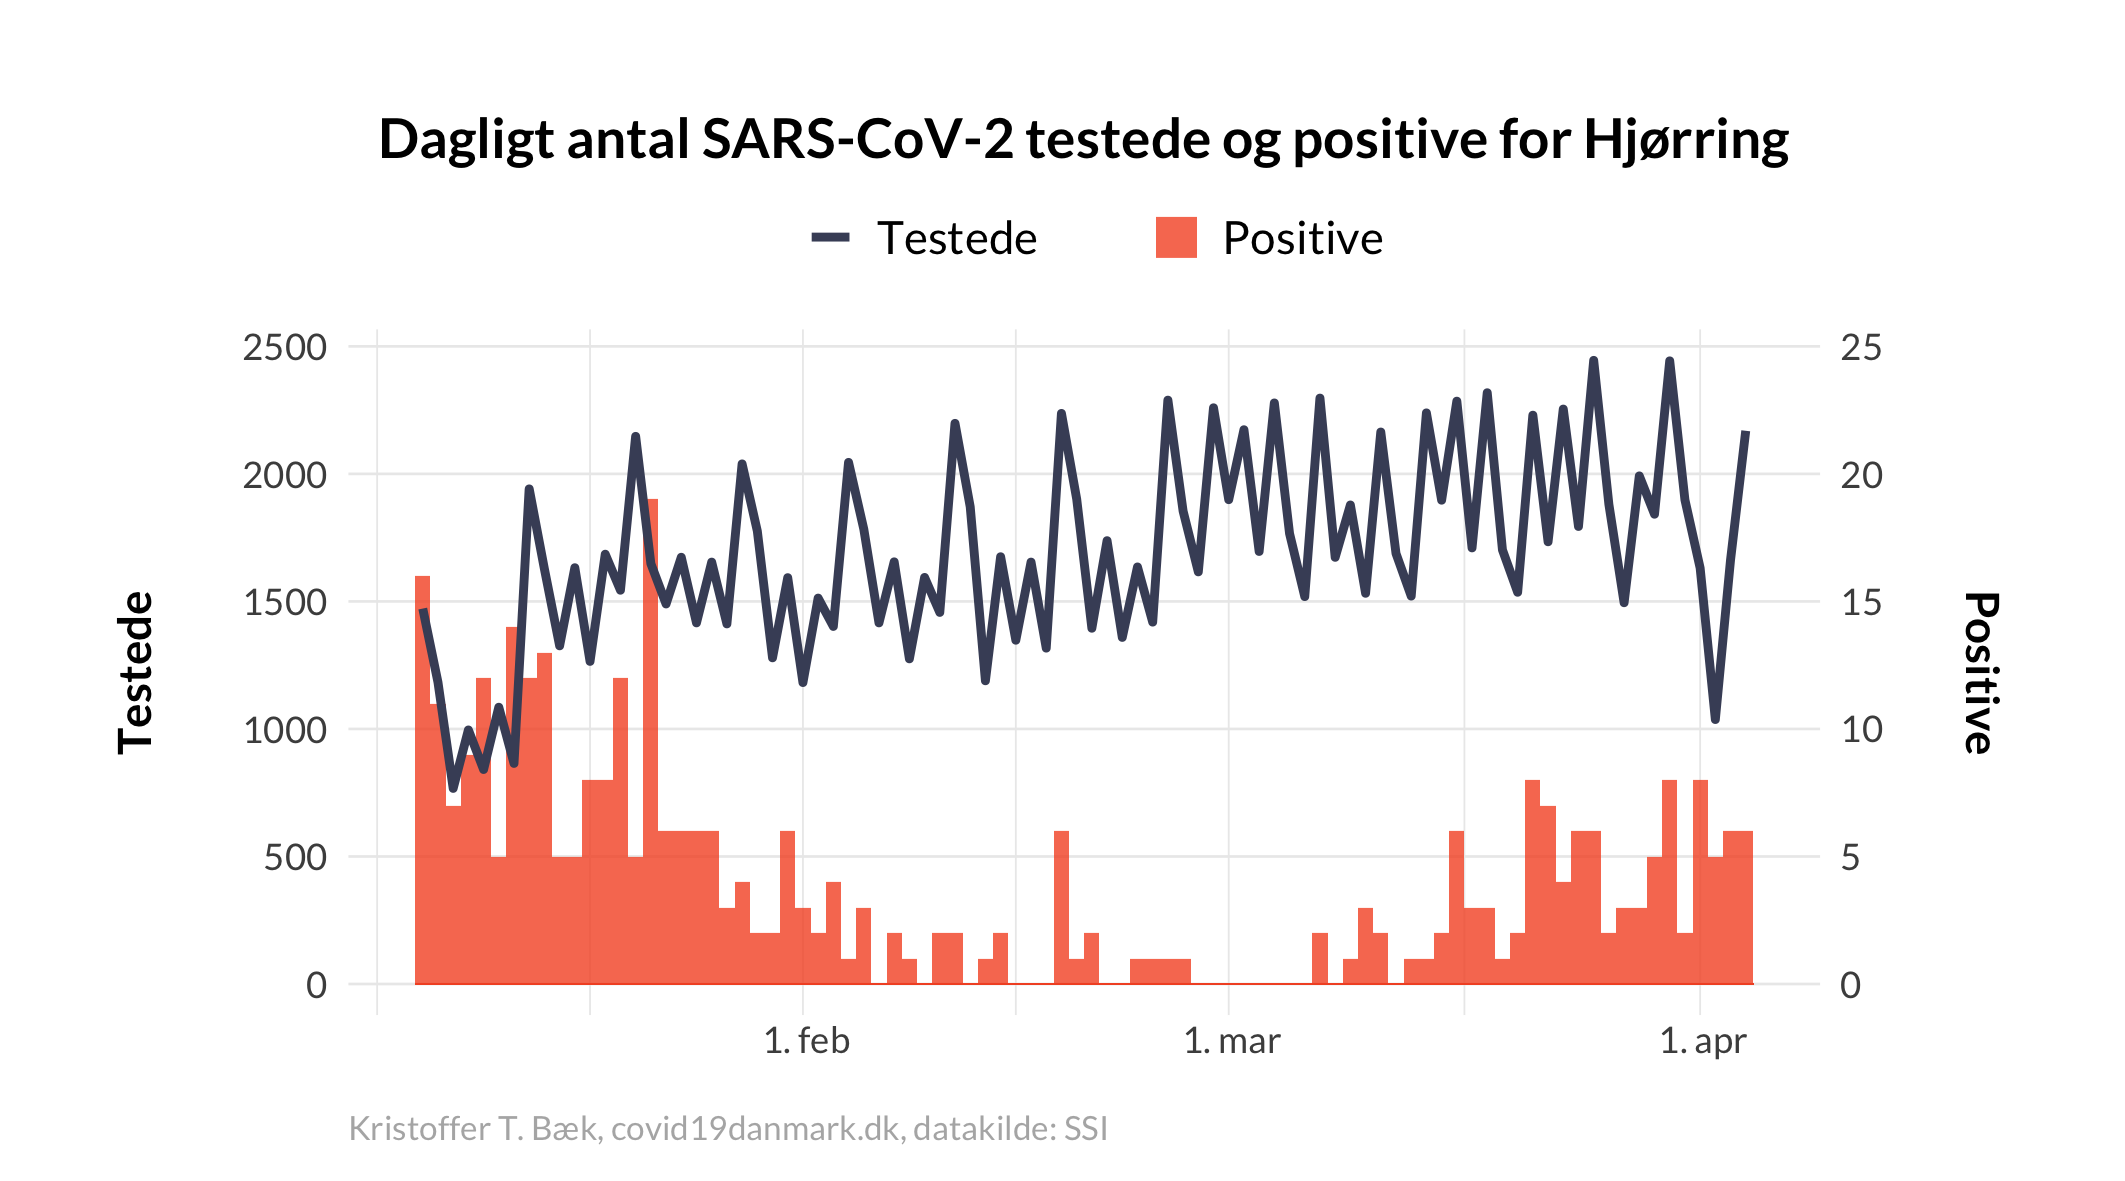 Dagligt antal SARS-CoV-2 testede og positive for Hjørring
Testede Positive
Testede
2500
2000
1500
1000
500
0
25
20
15
10
5
0
Positive
1. feb 1. mar 1. apr
Kristoffer T. Bæk, covid19danmark.dk, datakilde: SSI